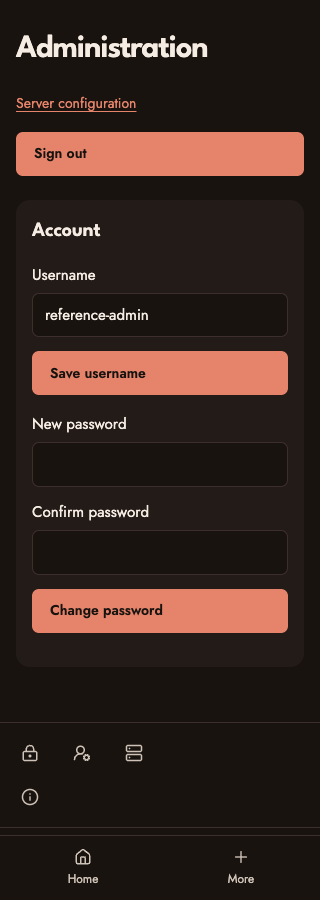 Administration
Server configuration
Sign out
Account
Username
reference-admin
Save username
New password
Confirm password
Change password
Home
More